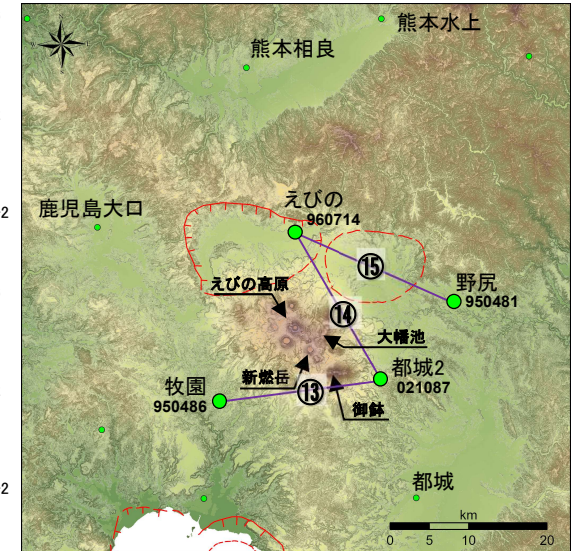 熊本水上
熊本相良
2
鹿児島大口
えびの
960714
⑮
えびの高原
野尻
950481
⑭
大幡池
新燃岳
都城2
021087
牧園
950486
⑬
御鉢
2
都城
km
0 5 10 20